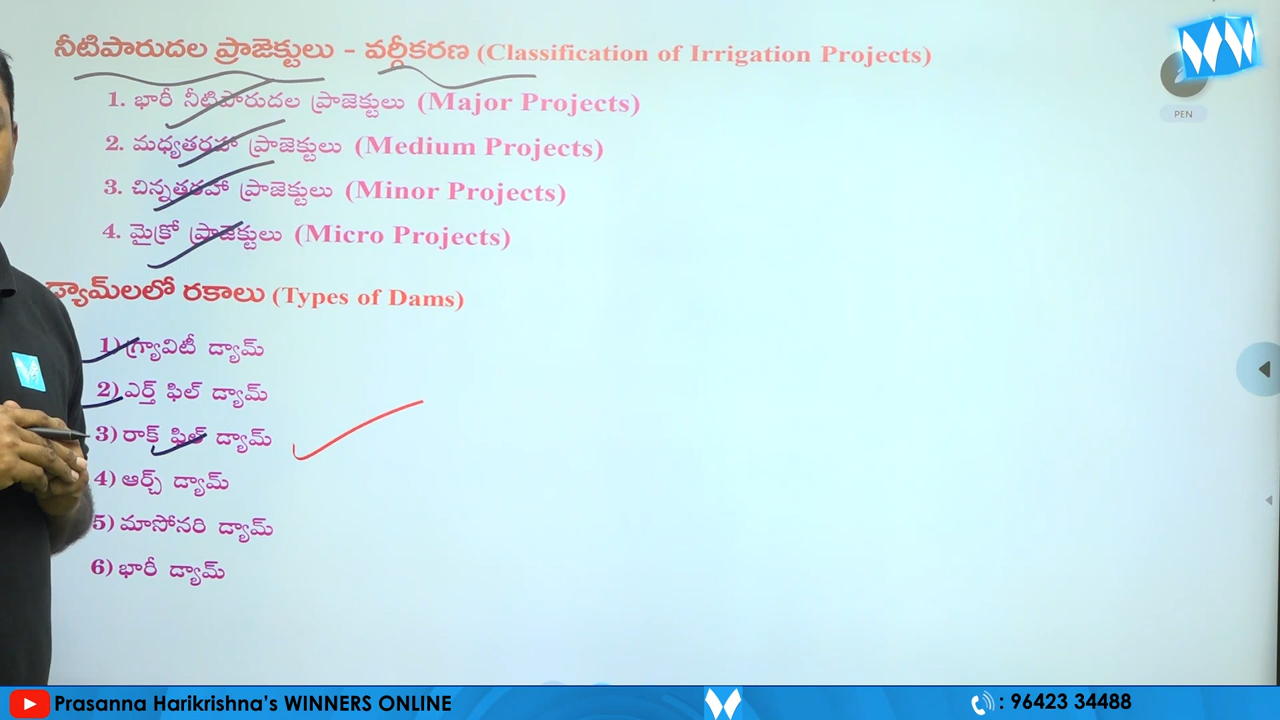 నీటిపారుదల ప్రాజెక్టులు - వర్గీకరణ (Classification of Irrigation Projects)
1. భారీ నీటిపారుదల ప్రాజెక్టులు (Major Projects)
2. మధ్యతరహా ప్రాజెక్టులు (Medium Projects)
3. చిన్నతరహా ప్రాజెక్టులు (Minor Projects)
4. మైక్రో ప్రాజెక్టులు (Micro Projects)
డ్యామ్‌లలో రకాలు (Types of Dams)
1) గ్ర్యావిటీ డ్యామ్
2) ఎర్త్ ఫిల్ డ్యామ్
3) రాక్ ఫిల్ డ్యామ్
4) ఆర్చ్ డ్యామ్
5) మాసోనరి డ్యామ్
6) భారీ డ్యామ్
PEN
Prasanna Harikrishna's WINNERS ONLINE
: 96423 34488